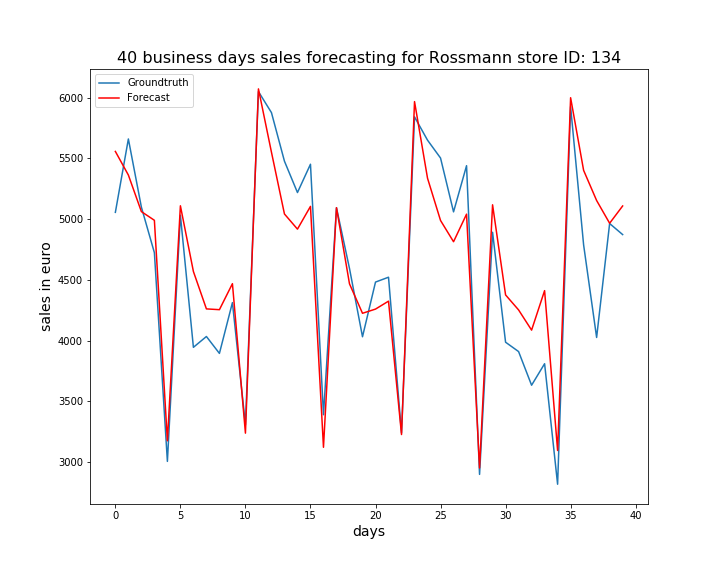 40 business days sales forecasting for Rossmann store ID: 134
Groundtruth
Forecast
6000
5500
5000
4500
4000
3500
3000
sales in euro
0 5 10 15 20 25 30 35 40
days